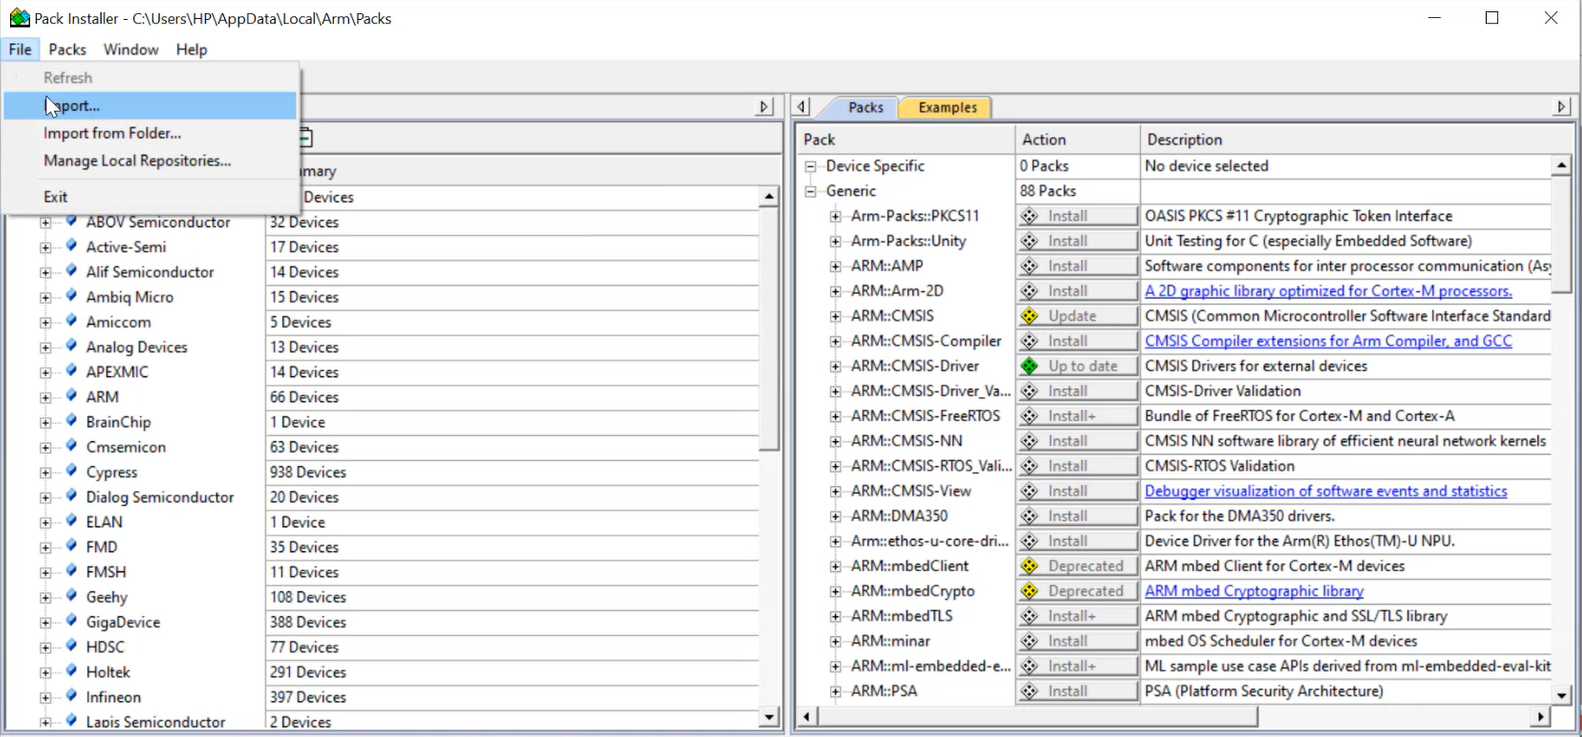 Pack Installer - C:\Users\HP\AppData\Local\Arm\Packs
File Packs Window Help
Refresh
Import...
Import from Folder...
Manage Local Repositories...
Exit
Devices
ABOV Semiconductor 32 Devices
Active-Semi 17 Devices
Alif Semiconductor 14 Devices
Ambiq Micro 15 Devices
Amiccom 5 Devices
Analog Devices 13 Devices
APEXMIC 14 Devices
ARM 66 Devices
BrainChip 1 Device
Cmsemicon 63 Devices
Cypress 938 Devices
Dialog Semiconductor 20 Devices
ELAN 1 Device
FMD 35 Devices
FMSH 11 Devices
Geehy 108 Devices
GigaDevice 388 Devices
HDSC 77 Devices
Holtek 291 Devices
Infineon 397 Devices
Lapis Semiconductor 2 Devices
Packs Examples
Pack Action Description
Device Specific 0 Packs No device selected
Generic 88 Packs
Arm-Packs::PKCS11 Install OASIS PKCS #11 Cryptographic Token Interface
Arm-Packs::Unity Install Unit Testing for C (especially Embedded Software)
ARM::AMP Install Software components for inter processor communication (Asy
ARM::Arm-2D Install A 2D graphic library optimized for Cortex-M processors.
ARM::CMSIS Update CMSIS (Common Microcontroller Software Interface Standard
ARM::CMSIS-Compiler Install CMSIS Compiler extensions for Arm Compiler, and GCC
ARM::CMSIS-Driver Up to date CMSIS Drivers for external devices
ARM::CMSIS-Driver_Va... Install CMSIS-Driver Validation
ARM::CMSIS-FreeRTOS Install+ Bundle of FreeRTOS for Cortex-M and Cortex-A
ARM::CMSIS-NN Install CMSIS NN software library of efficient neural network kernels
ARM::CMSIS-RTOS_Vali... Install CMSIS-RTOS Validation
ARM::CMSIS-View Install Debugger visualization of software events and statistics
ARM::DMA350 Install Pack for the DMA350 drivers.
Arm::ethos-u-core-dri... Install Device Driver for the Arm(R) Ethos(TM)-U NPU.
ARM::mbedClient Deprecated ARM mbed Client for Cortex-M devices
ARM::mbedCrypto Deprecated ARM mbed Cryptographic library
ARM::mbedTLS Install+ ARM mbed Cryptographic and SSL/TLS library
ARM::minar Install mbed OS Scheduler for Cortex-M devices
ARM::ml-embedded-e... Install+ ML sample use case APIs derived from ml-embedded-eval-kit
ARM::PSA Install PSA (Platform Security Architecture)